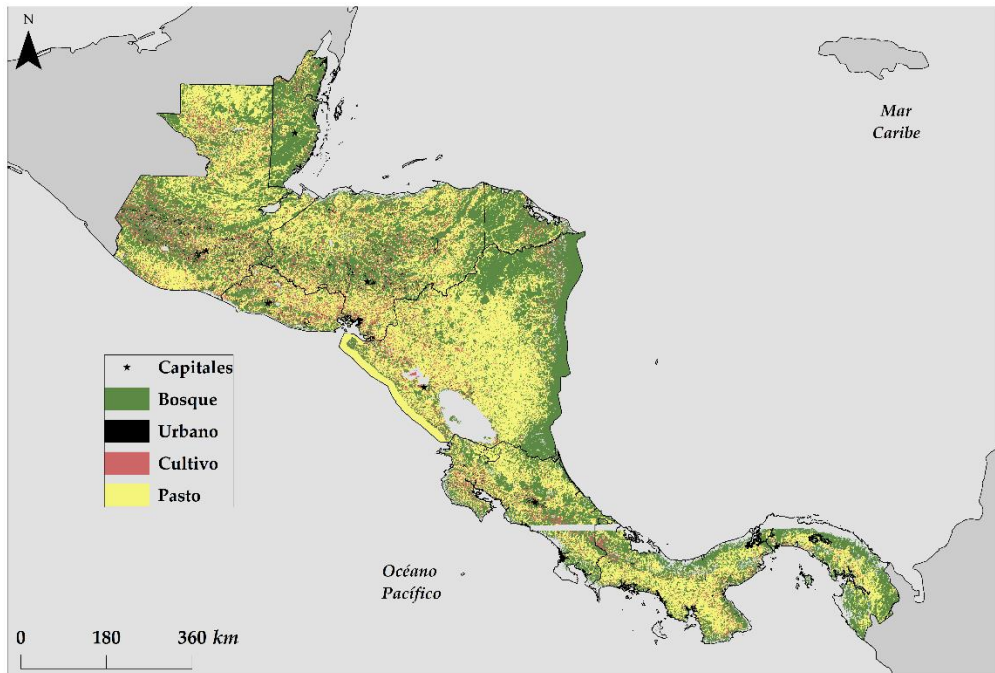 N
Mar
Caribe
Capitales
Bosque
Urbano
Cultivo
Pasto
Océano
Pacífico
0 180 360 km